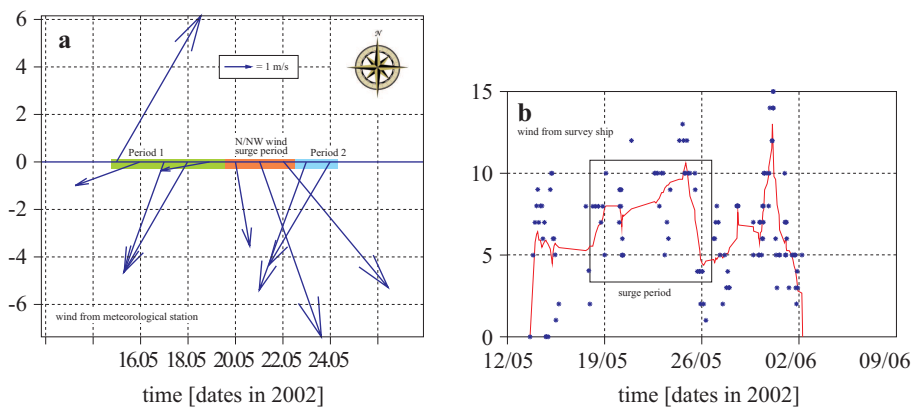 a
N
6
4
2
0
-2
-4
-6
= 1 m/s
Period 1
N/NW wind
surge period
Period 2
wind from meteorological station
16.05 18.05 20.05 22.05 24.05
time [dates in 2002]
b
wind from survey ship
15
10
5
0
surge period
12/05 19/05 26/05 02/06 09/06
time [dates in 2002]